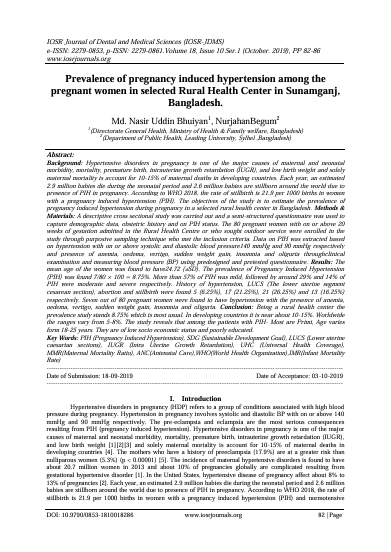 IOSR Journal of Dental and Medical Sciences (IOSR-JDMS)
e-ISSN: 2279-0853, p-ISSN: 2279-0861.Volume 18, Issue 10 Ser.1 (October. 2019), PP 82-86
www.iosrjournals.org
Prevalence of pregnancy induced hypertension among the
pregnant women in selected Rural Health Center in Sunamganj,
Bangladesh.
Md. Nasir Uddin Bhuiyan1, NurjahanBegum2
1(Directorate General Health, Ministry of Health & Family welfare, Bangladesh)
2(Department of Public Health, Leading University, Sylhet ,Bangladesh)
Abstract:
Background: Hypertensive disorders in pregnancy is one of the major causes of maternal and neonatal
morbidity, mortality, premature birth, intrauterine growth retardation (IUGR), and low birth weight and solely
maternal mortality is account for 10-15% of maternal deaths in developing countries. Each year, an estimated
2.9 million babies die during the neonatal period and 2.6 million babies are stillborn around the world due to
presence of PIH in pregnancy. According to WHO 2018, the rate of stillbirth is 21.9 per 1000 births in women
with a pregnancy induced hypertension (PIH). The objectives of the study is to estimate the prevalence of
pregnancy induced hypertension during pregnancy in a selected rural health center in Bangladesh. Methods &
Materials: A descriptive cross sectional study was carried out and a semi-structured questionnaire was used to
capture demographic data, obstetric history and on PIH status. The 80 pregnant women with on or above 20
weeks of gestation admitted in the Rural Health Centre or who sought outdoor service were enrolled in the
study through purposive sampling technique who met the inclusion criteria. Data on PIH was extracted based
on hypertension with on or above systolic and diastolic blood pressure140 mmHg and 90 mmHg respectively
and presence of anemia, oedema, vertigo, sudden weight gain, insomnia and oliguria throughclinical
examination and measuring blood pressure (BP) using predesigned and pretested questionnaire. Results: The
mean age of the women was found to have24.72 (±SD). The prevalence of Pregnancy Induced Hypertension
(PIH) was found 7/80 x 100 = 8.75%. More than 57% of PIH was mild, followed by around 29% and 14% of
PIH were moderate and severe respectively. History of hypertension, LUCS (The lower uterine segment
cesarean section), abortion and stillbirth were found 5 (6.25%), 17 (21.25%), 21 (26.25%) and 13 (16.25%)
respectively. Seven out of 80 pregnant women were found to have hypertension with the presence of anemia,
oedema, vertigo, sudden weight gain, insomnia and oliguria. Conclusion: Being a rural health center the
prevalence study stands 8.75% which is most usual. In developing countries it is near about 10-15%. Worldwide
the ranges vary from 5-8%. The study reveals that among the patients with PIH- Most are Primi, Age varies
form 18-25 years. They are of low socio economic status and poorly educated.
Key Words: PIH (Pregnancy Induced Hypertension), SDG (Sustainable Development Goal), LUCS (Lower uterine
caesarian sections), IUGR (Intra Uterine Growth Retardation), UHC (Universal Health Coverage),
MMR(Maternal Mortality Ratio), ANC(Antenatal Care),WHO(World Health Organization),IMR(Infant Mortality
Rate)
Date of Submission: 18-09-2019 Date of Acceptance: 03-10-2019
I. Introduction
Hypertensive disorders in pregnancy (HDP) refers to a group of conditions associated with high blood
pressure during pregnancy. Hypertension in pregnancy involves systolic and diastolic BP with on or above 140
mmHg and 90 mmHg respectively. The pre-eclampsia and eclampsia are the most serious consequences
resulting from PIH (pregnancy induced hypertension). Hypertensive disorders in pregnancy is one of the major
causes of maternal and neonatal morbidity, mortality, premature birth, intrauterine growth retardation (IUGR),
and low birth weight [1][2][3] and solely maternal mortality is account for 10-15% of maternal deaths in
developing countries [4]. The mothers who have a history of preeclampsia (17.9%) are at a greater risk than
nulliparous women (5.3%) (p < 0.00001) [5]. The incidence of maternal hypertensive disorders is found to have
about 20.7 million women in 2013 and about 10% of pregnancies globally are complicated resulting from
gestational hypertensive disorder [1]. In the United States, hypertensive disease of pregnancy affect about 8% to
13% of pregnancies [2]. Each year, an estimated 2.9 million babies die during the neonatal period and 2.6 million
babies are stillborn around the world due to presence of PIH in pregnancy. According to WHO 2018, the rate of
stillbirth is 21.9 per 1000 births in women with a pregnancy induced hypertension (PIH) and normotensive
DOI: 10.9790/0853-1810018286 www.iosrjournals.org 82 | Page